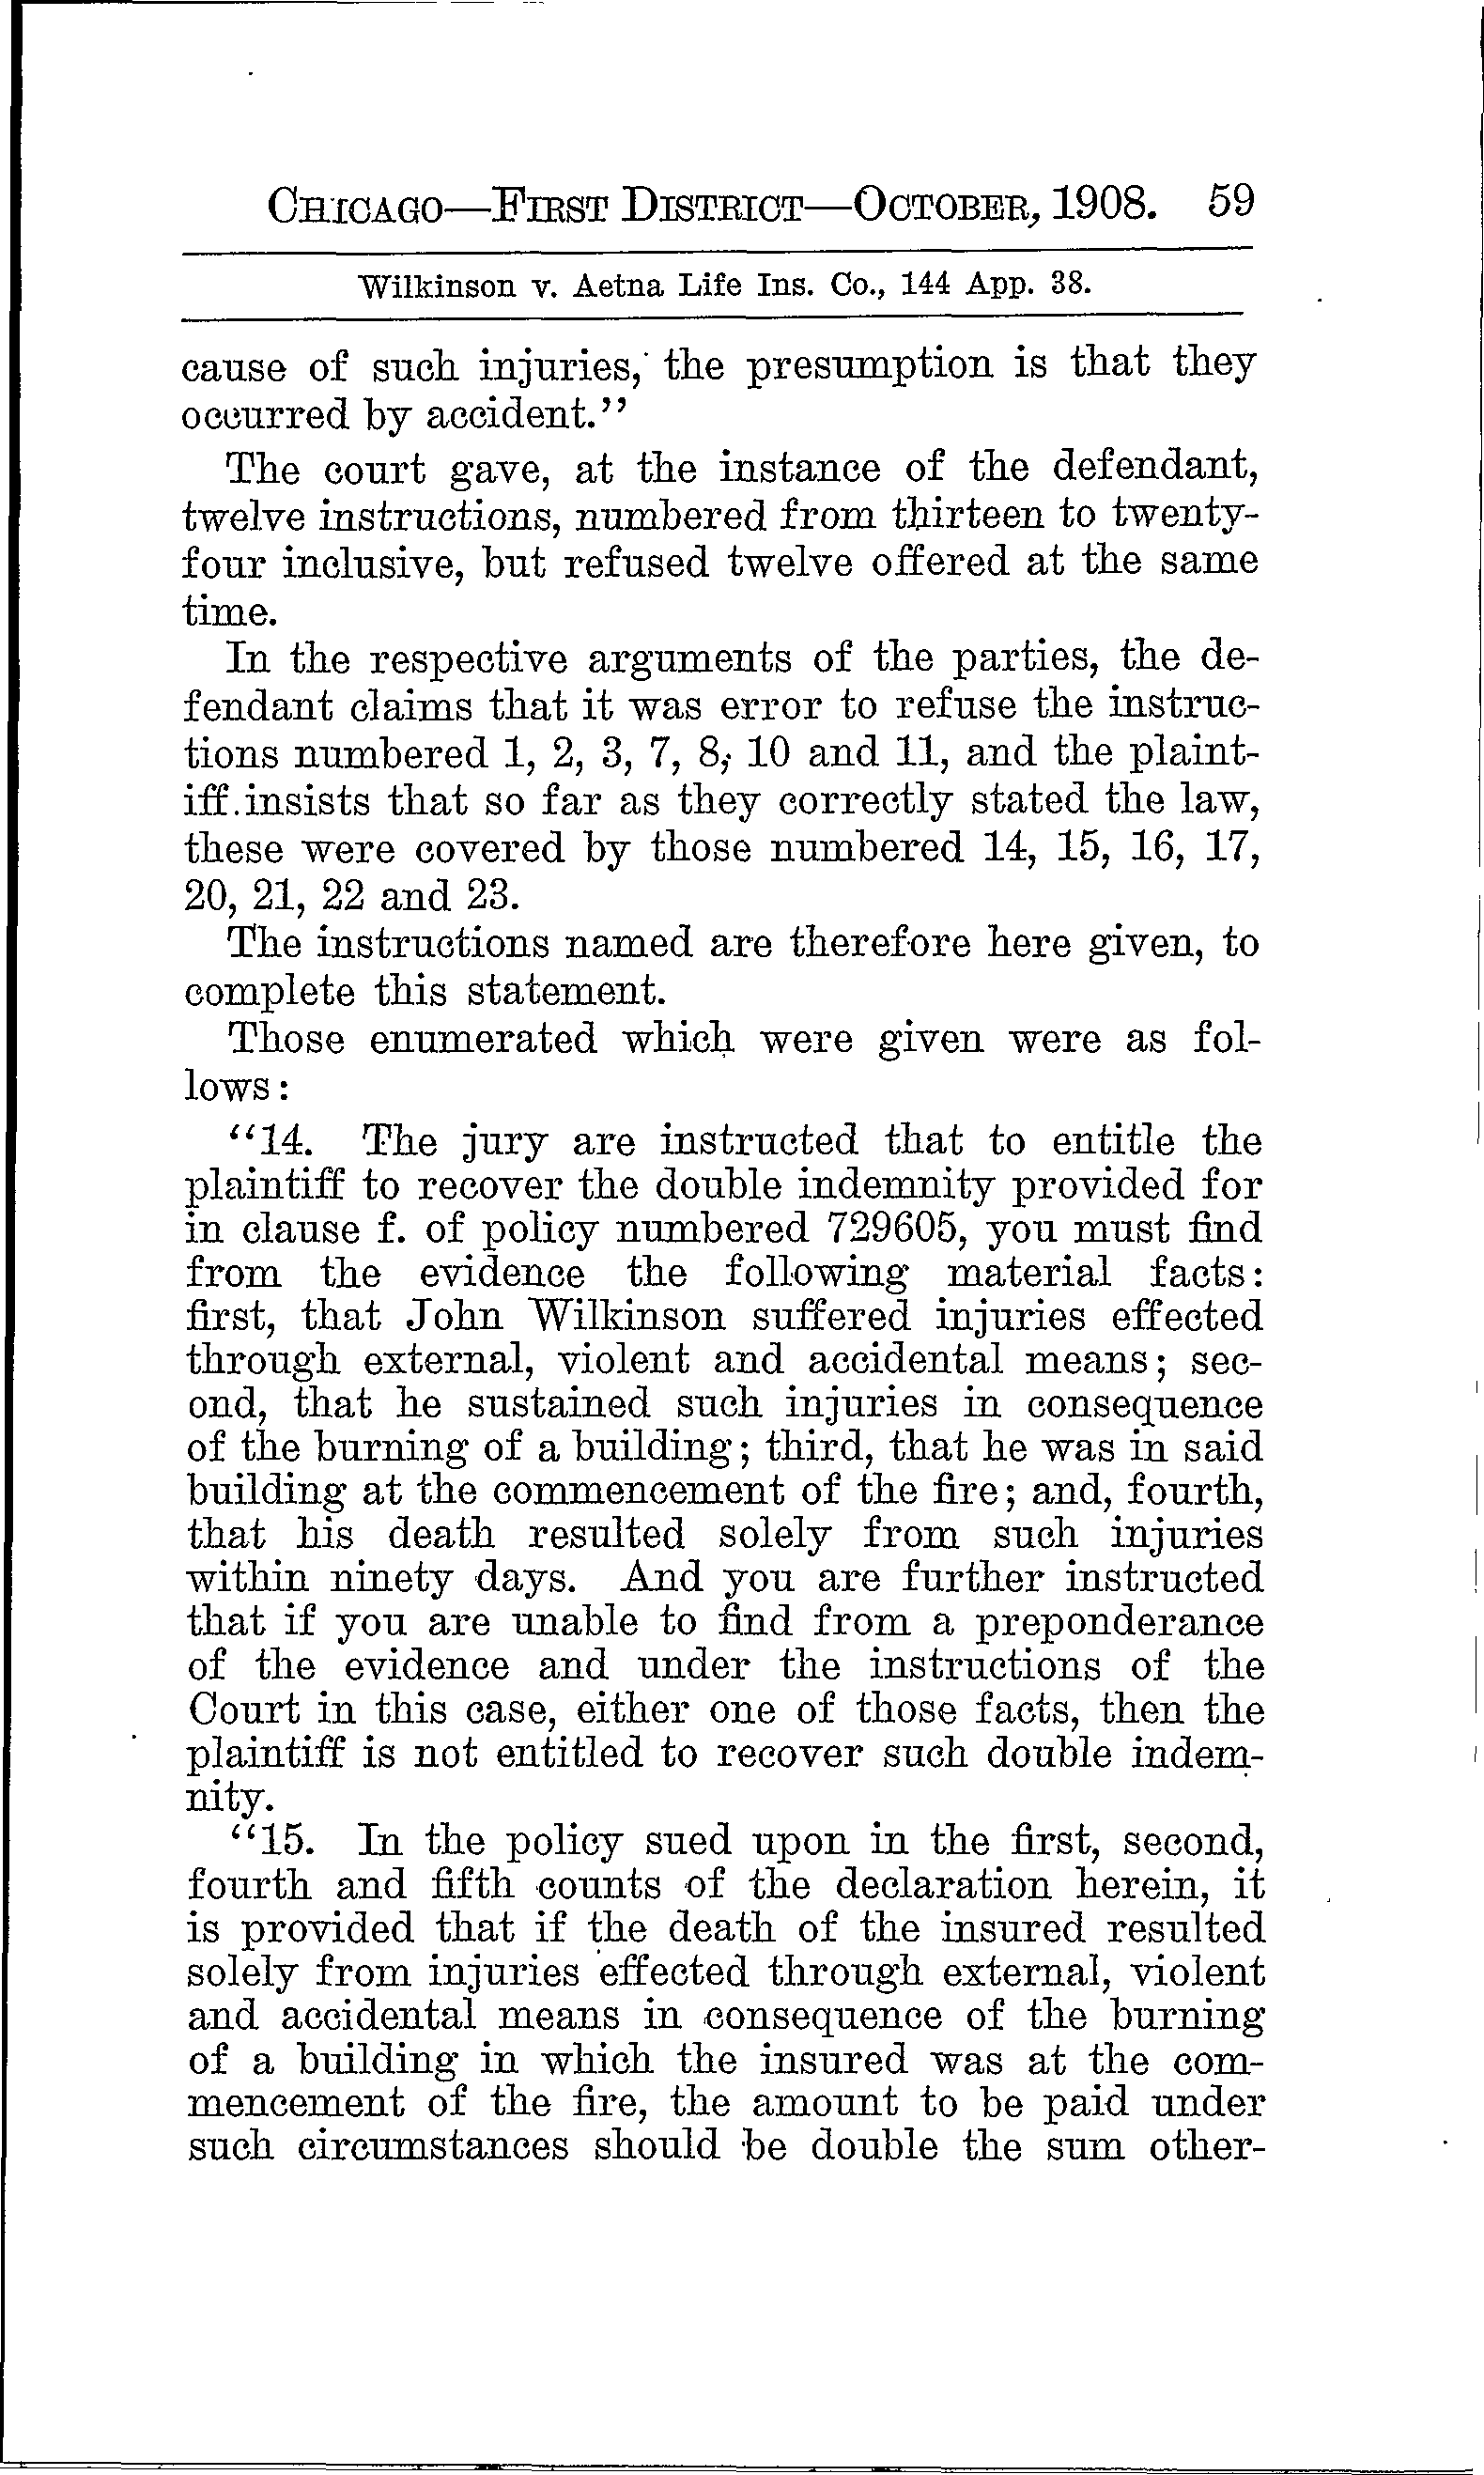 CHICAGO—FIRST DISTRICT—OCTOBER, 1908. 59
Wilkinson v. Aetna Life Ins. Co., 144 App. 38.
cause of such injuries, the presumption is that they
occurred by accident.”
The court gave, at the instance of the defendant,
twelve instructions, numbered from thirteen to twenty-
four inclusive, but refused twelve offered at the same
time.
In the respective arguments of the parties, the de-
fendant claims that it was error to refuse the instruc-
tions numbered 1, 2, 3, 7, 8, 10 and 11, and the plaint-
iff insists that so far as they correctly stated the law,
these were covered by those numbered 14, 15, 16, 17,
20, 21, 22 and 23.
The instructions named are therefore here given, to
complete this statement.
Those enumerated which were given were as fol-
lows:
“14. The jury are instructed that to entitle the
plaintiff to recover the double indemnity provided for
in clause f. of policy numbered 729605, you must find
from the evidence the following material facts:
first, that John Wilkinson suffered injuries effected
through external, violent and accidental means; sec-
ond, that he sustained such injuries in consequence
of the burning of a building; third, that he was in said
building at the commencement of the fire; and, fourth,
that his death resulted solely from such injuries
within ninety days. And you are further instructed
that if you are unable to find from a preponderance
of the evidence and under the instructions of the
Court in this case, either one of those facts, then the
plaintiff is not entitled to recover such double indem-
nity.
“15. In the policy sued upon in the first, second,
fourth and fifth counts of the declaration herein, it
is provided that if the death of the insured resulted
solely from injuries effected through external, violent
and accidental means in consequence of the burning
of a building in which the insured was at the com-
mencement of the fire, the amount to be paid under
such circumstances should be double the sum other-